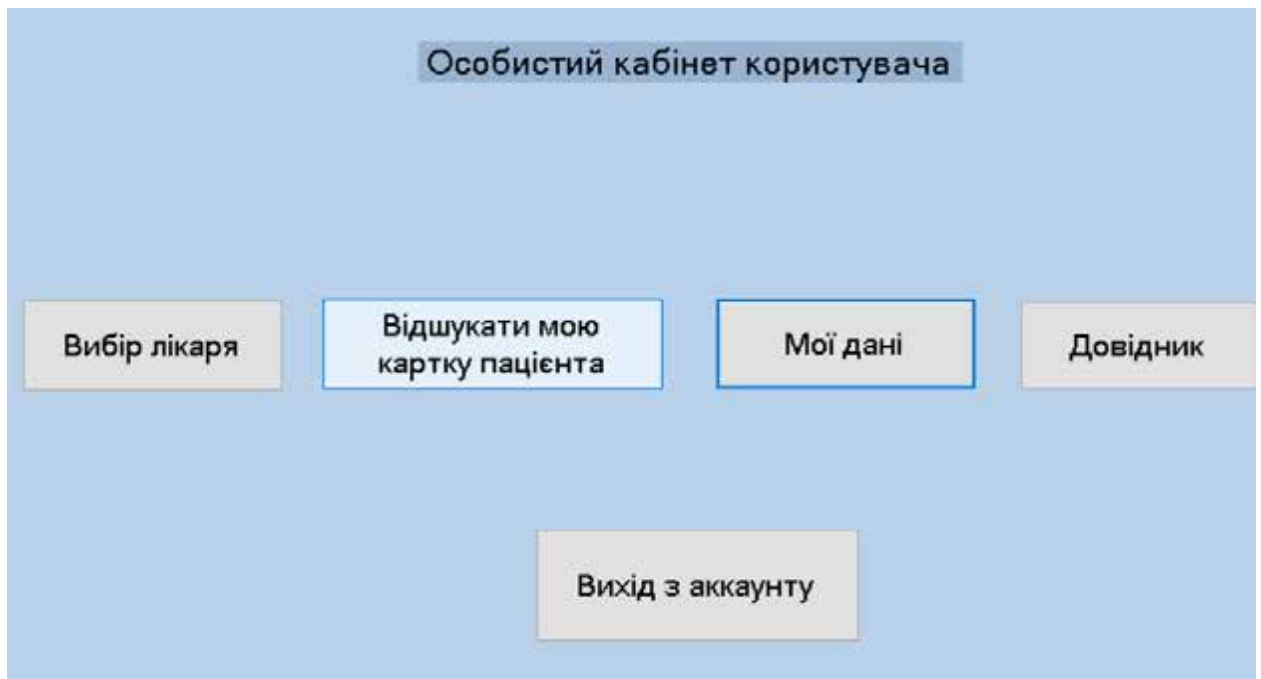 Особистий кабінет користувача
Вибір лікаря
Відшукати мою
картку пацієнта
Мої дані
Довідник
Вихід з аккаунту